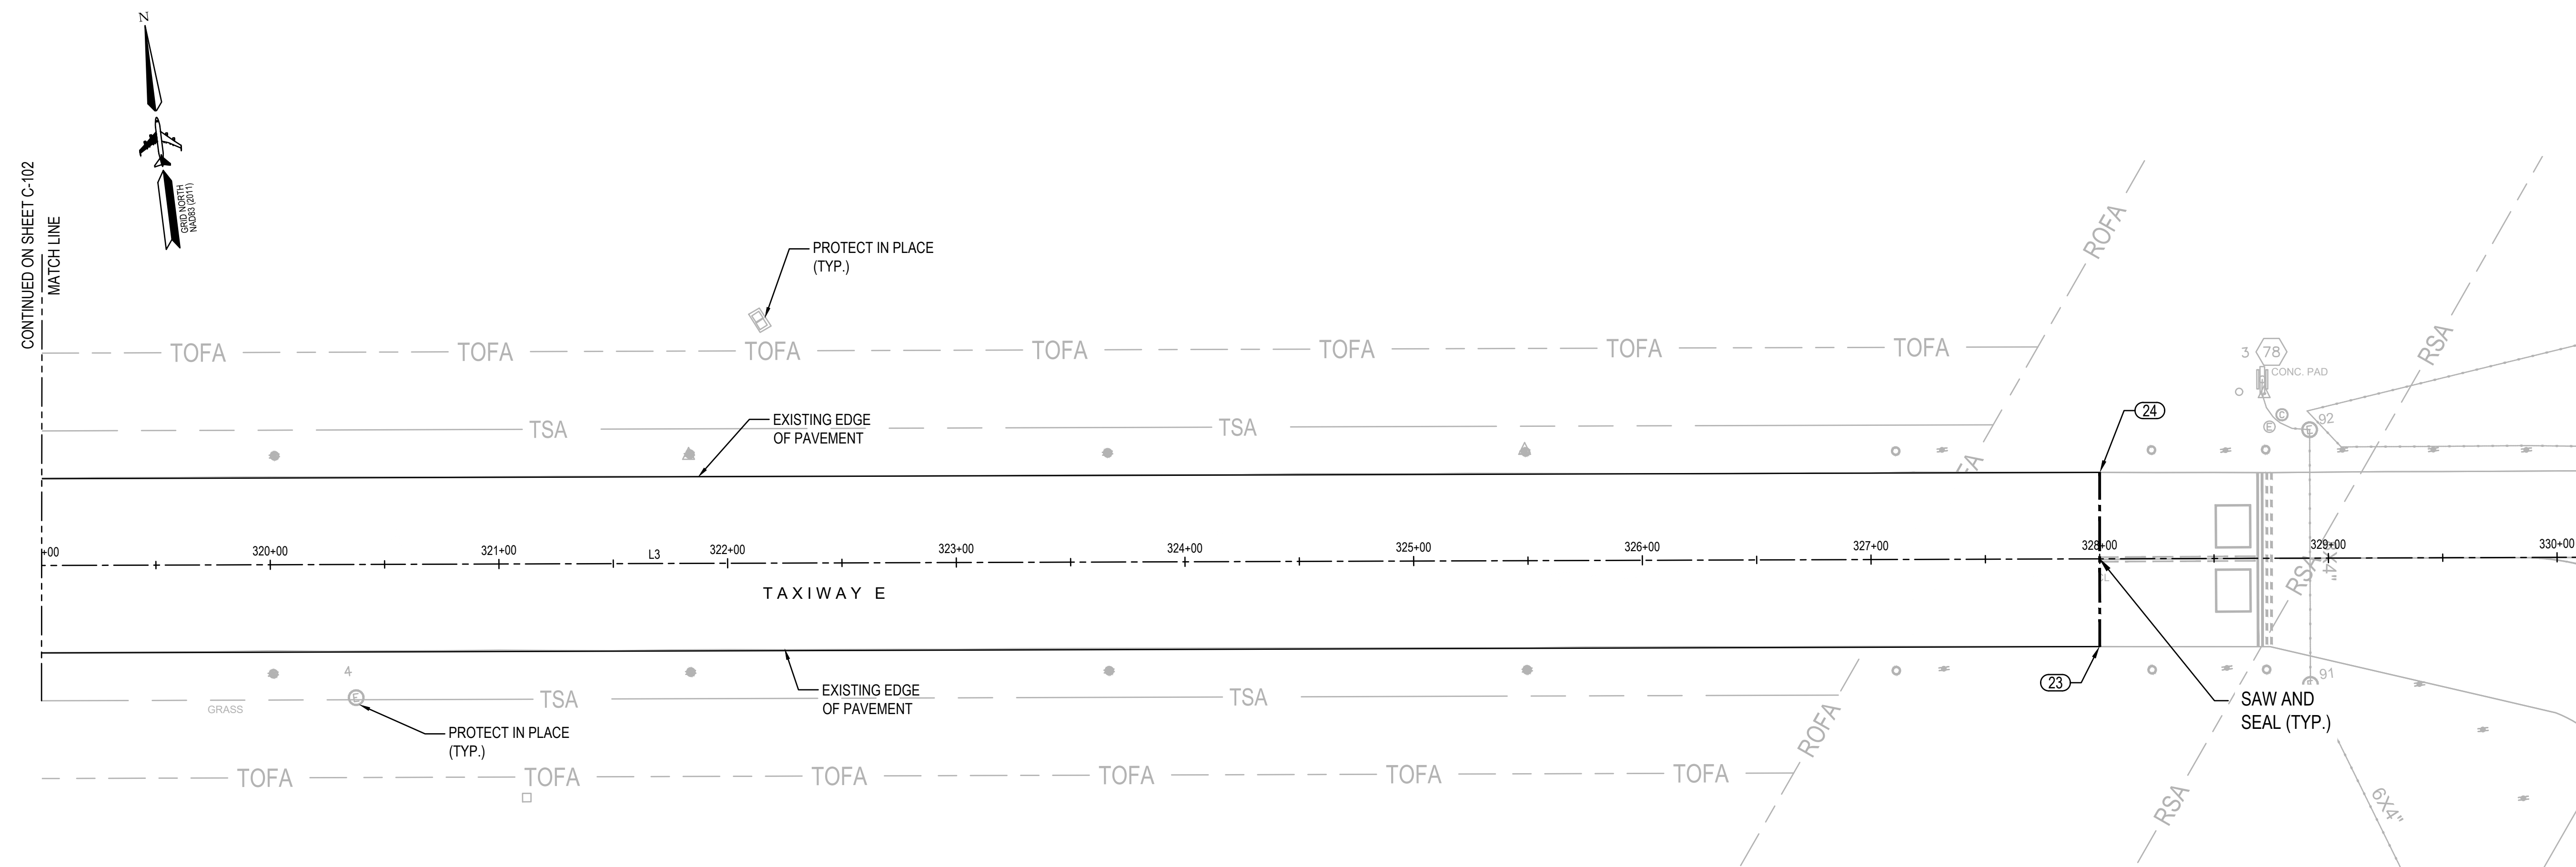 N
GRID NORTH
NAD83 (2011)
CONTINUED ON SHEET C-102
MATCH LINE
PROTECT IN PLACE
(TYP.)
ROFA
TOFA
TOFA
TOFA
TOFA
TOFA
TOFA
TOFA
RSA
3
78
CONC. PAD
EXISTING EDGE
OF PAVEMENT
TSA
TSA
24
C
92
E
E
FA
+00
320+00
321+00
L3
322+00
323+00
324+00
325+00
326+00
327+00
328+00
329+00
330+00
TAXIWAY E
RSA
4"
4
E
GRASS
TSA
TSA
EXISTING EDGE
OF PAVEMENT
23
91
SAW AND
SEAL (TYP.)
PROTECT IN PLACE
(TYP.)
ROFA
TOFA
TOFA
TOFA
TOFA
TOFA
TOFA
RSA
6X4"